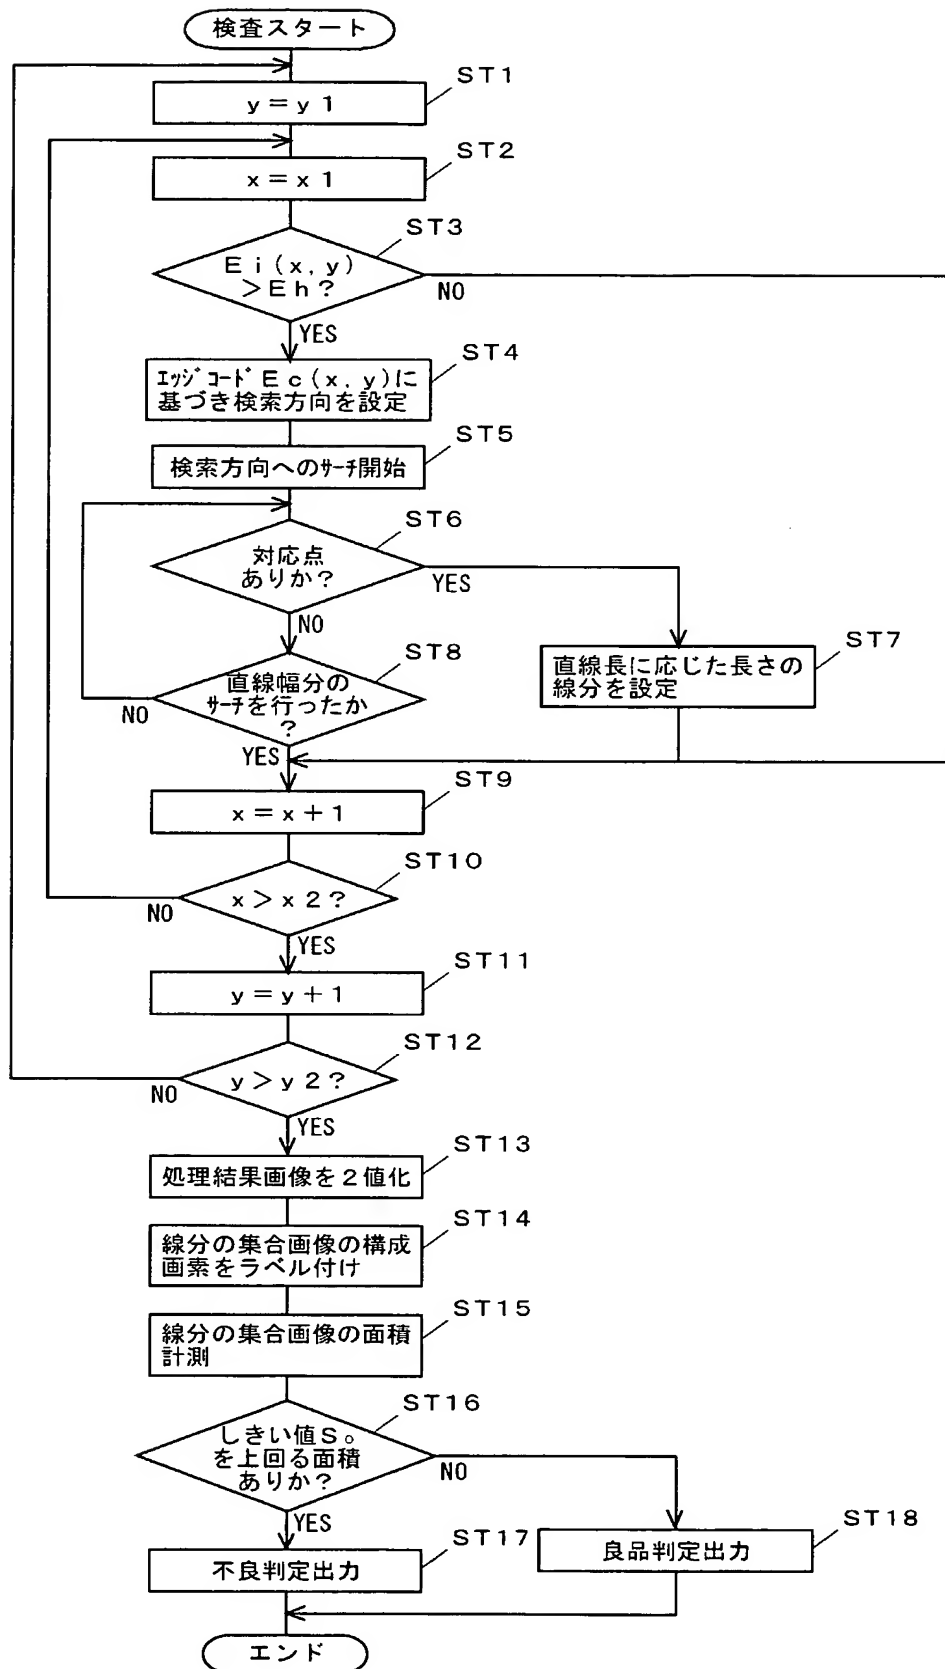 検査スタート
ST1
y=y1
ST2
x=x1
ST3
Ei(x,y)
>Eh?
NO
YES
ST4
エッジコードEc(x,y)に
基づき検索方向を設定
ST5
検索方向へのサーチ開始
ST6
対応点
ありか?
YES
NO
ST7
直線長に応じた長さの
線分を設定
ST8
直線幅分の
サーチを行ったか
?
NO
YES
ST9
x=x+1
ST10
x>x2?
NO
YES
ST11
y=y+1
ST12
y>y2?
NO
YES
ST13
処理結果画像を2値化
ST14
線分の集合画像の構成
画素をラベル付け
ST15
線分の集合画像の面積
計測
ST16
しきい値S₀
を上回る面積
ありか?
NO
YES
ST17
不良判定出力
ST18
良品判定出力
エンド